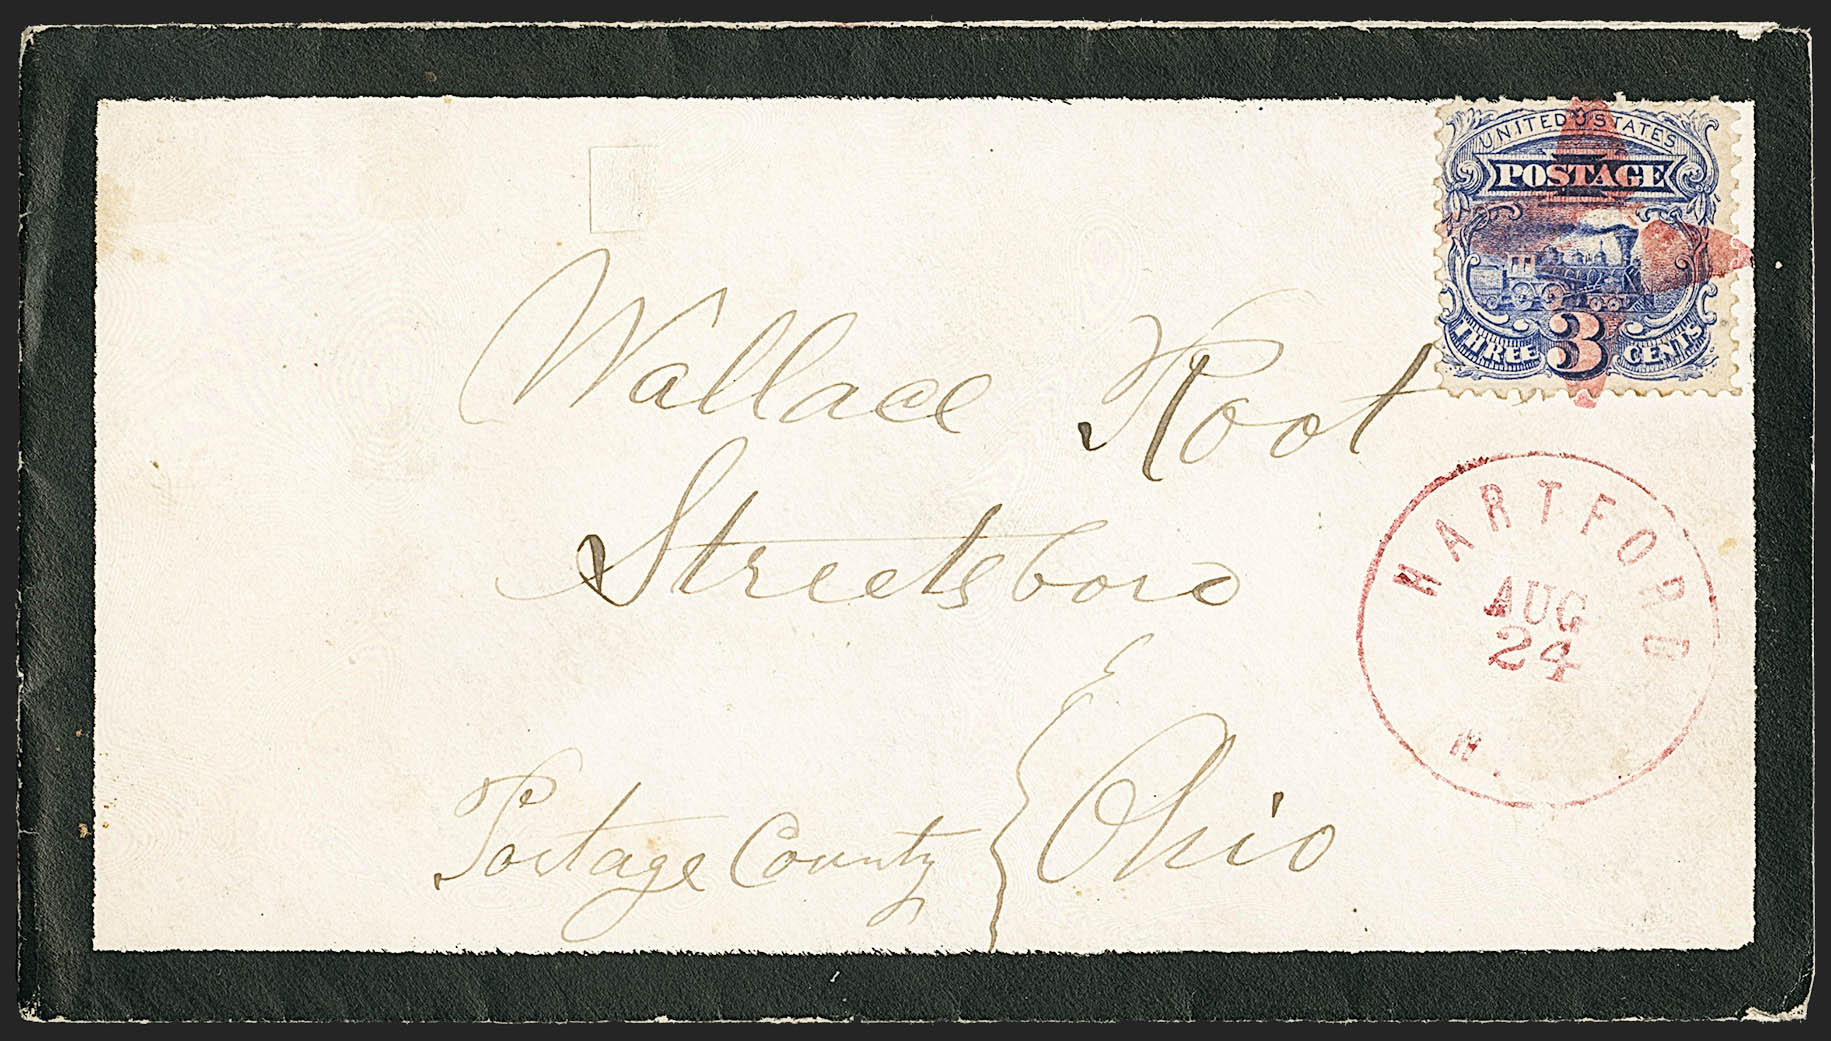 UNITED STATES
POSTAGE
THREE 3 CENTS
Wallace Root
Streetsboro
Portage County { Ohio
HARTFORD
AUG
24